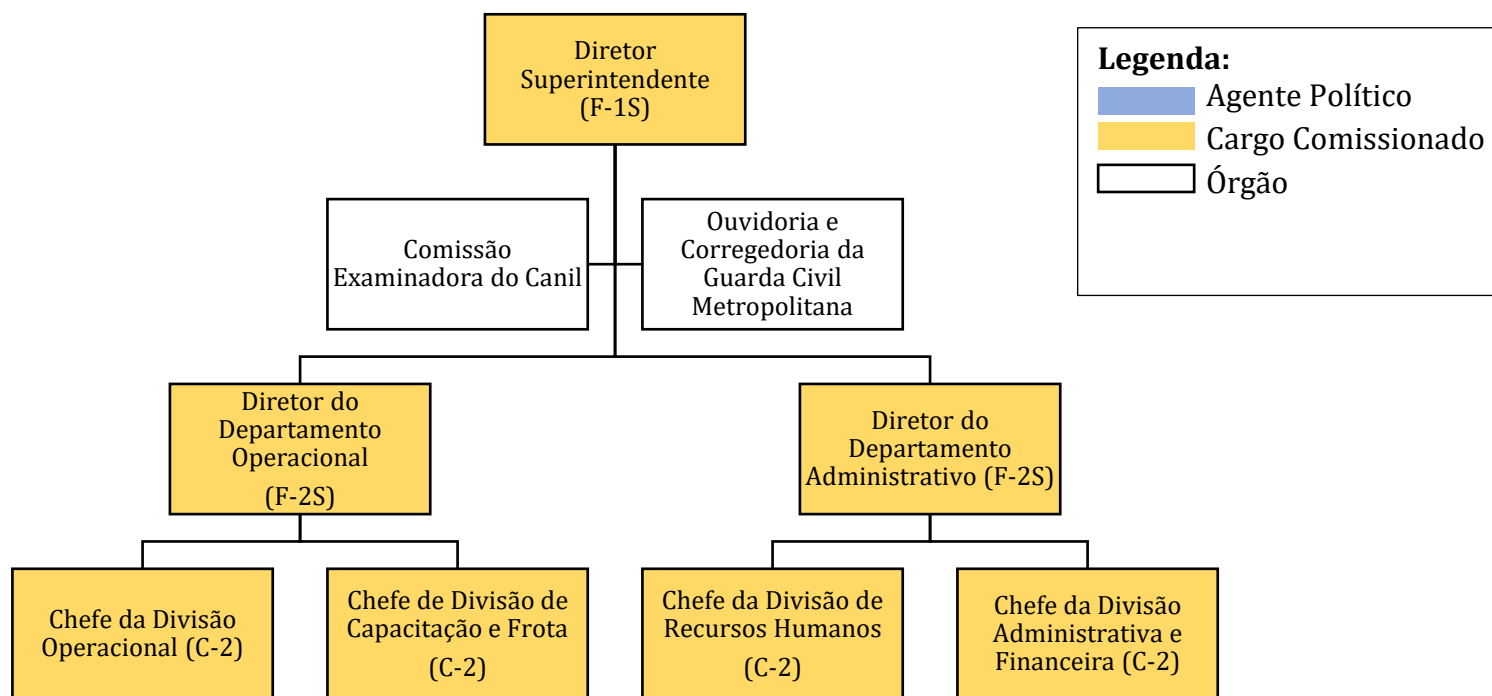 Diretor
Superintendente
(F-1S)
Legenda:
Agente Político
Cargo Comissionado
Órgão
Comissão
Examinadora do Canil
Ouvidoria e
Corregedoria da
Guarda Civil
Metropolitana
Diretor do
Departamento
Operacional
(F-2S)
Diretor do
Departamento
Administrativo (F-2S)
Chefe da Divisão
Operacional (C-2)
Chefe de Divisão de
Capacitação e Frota
(C-2)
Chefe da Divisão de
Recursos Humanos
(C-2)
Chefe da Divisão
Administrativa e
Financeira (C-2)